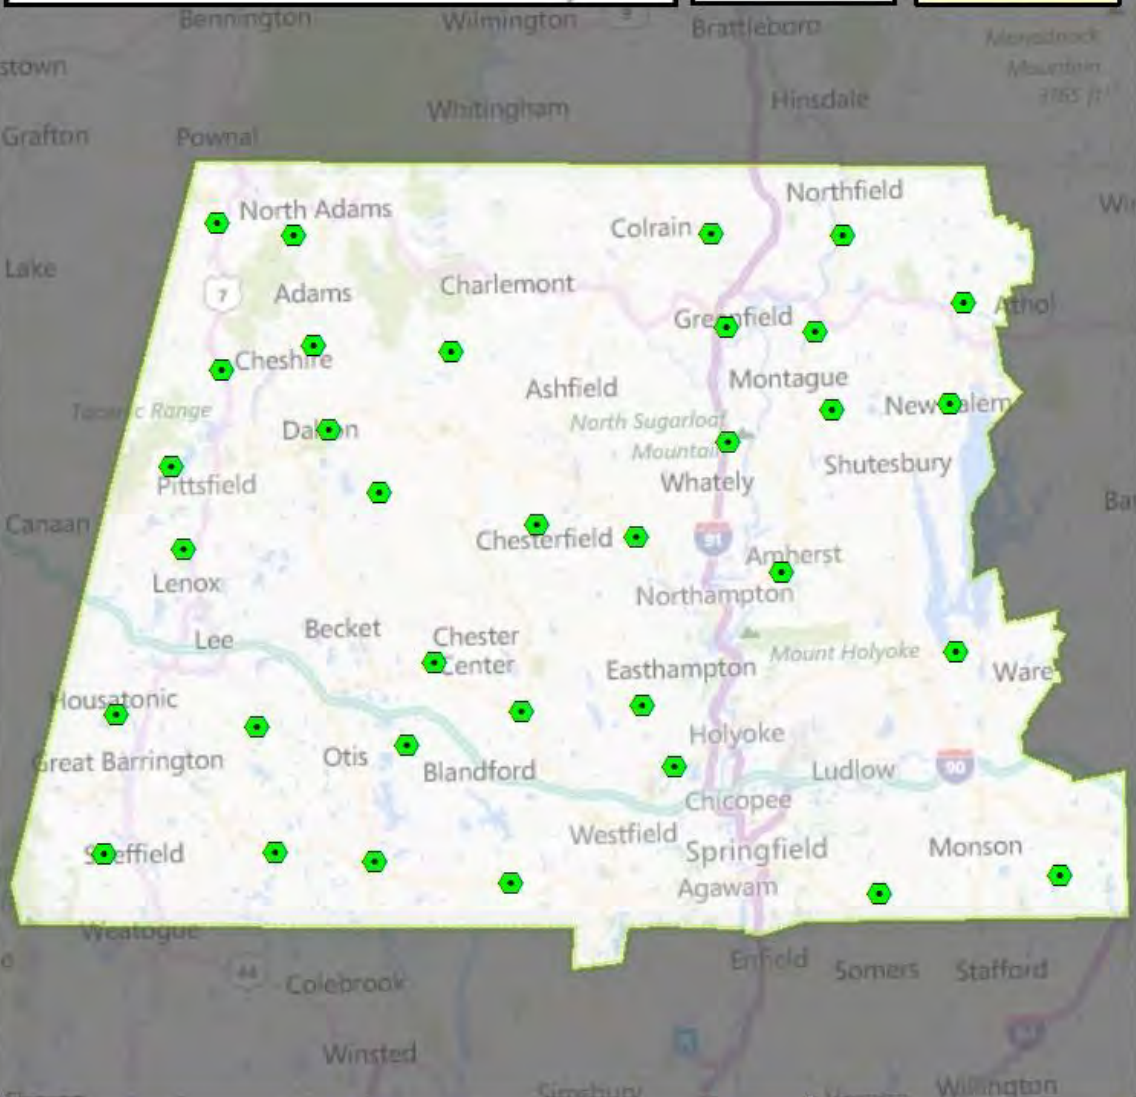 Bennington
Wilmington
9
Brattleboro
Monadnock
Mountain
3165 ft
stown
Whitingham
Hinsdale
Grafton
Pownal
Northfield
North Adams
Colrain
Lake
7
Adams
Charlemont
Athol
Greenfield
Cheshire
Montague
Ashfield
New Salem
Taconic Range
North Sugarloaf
Mountain
Dalton
Shutesbury
Pittsfield
Whately
Canaan
Chesterfield
91
Amherst
Lenox
Northampton
Becket
Chester
Center
Lee
Mount Holyoke
Easthampton
Ware
Housatonic
Holyoke
Great Barrington
Otis
Blandford
Ludlow
90
Chicopee
Westfield
Springfield
Monson
Sheffield
Agawam
Weatogue
Enfield
Somers
Stafford
44
Colebrook
Winsted
84
Simsbury
Willington